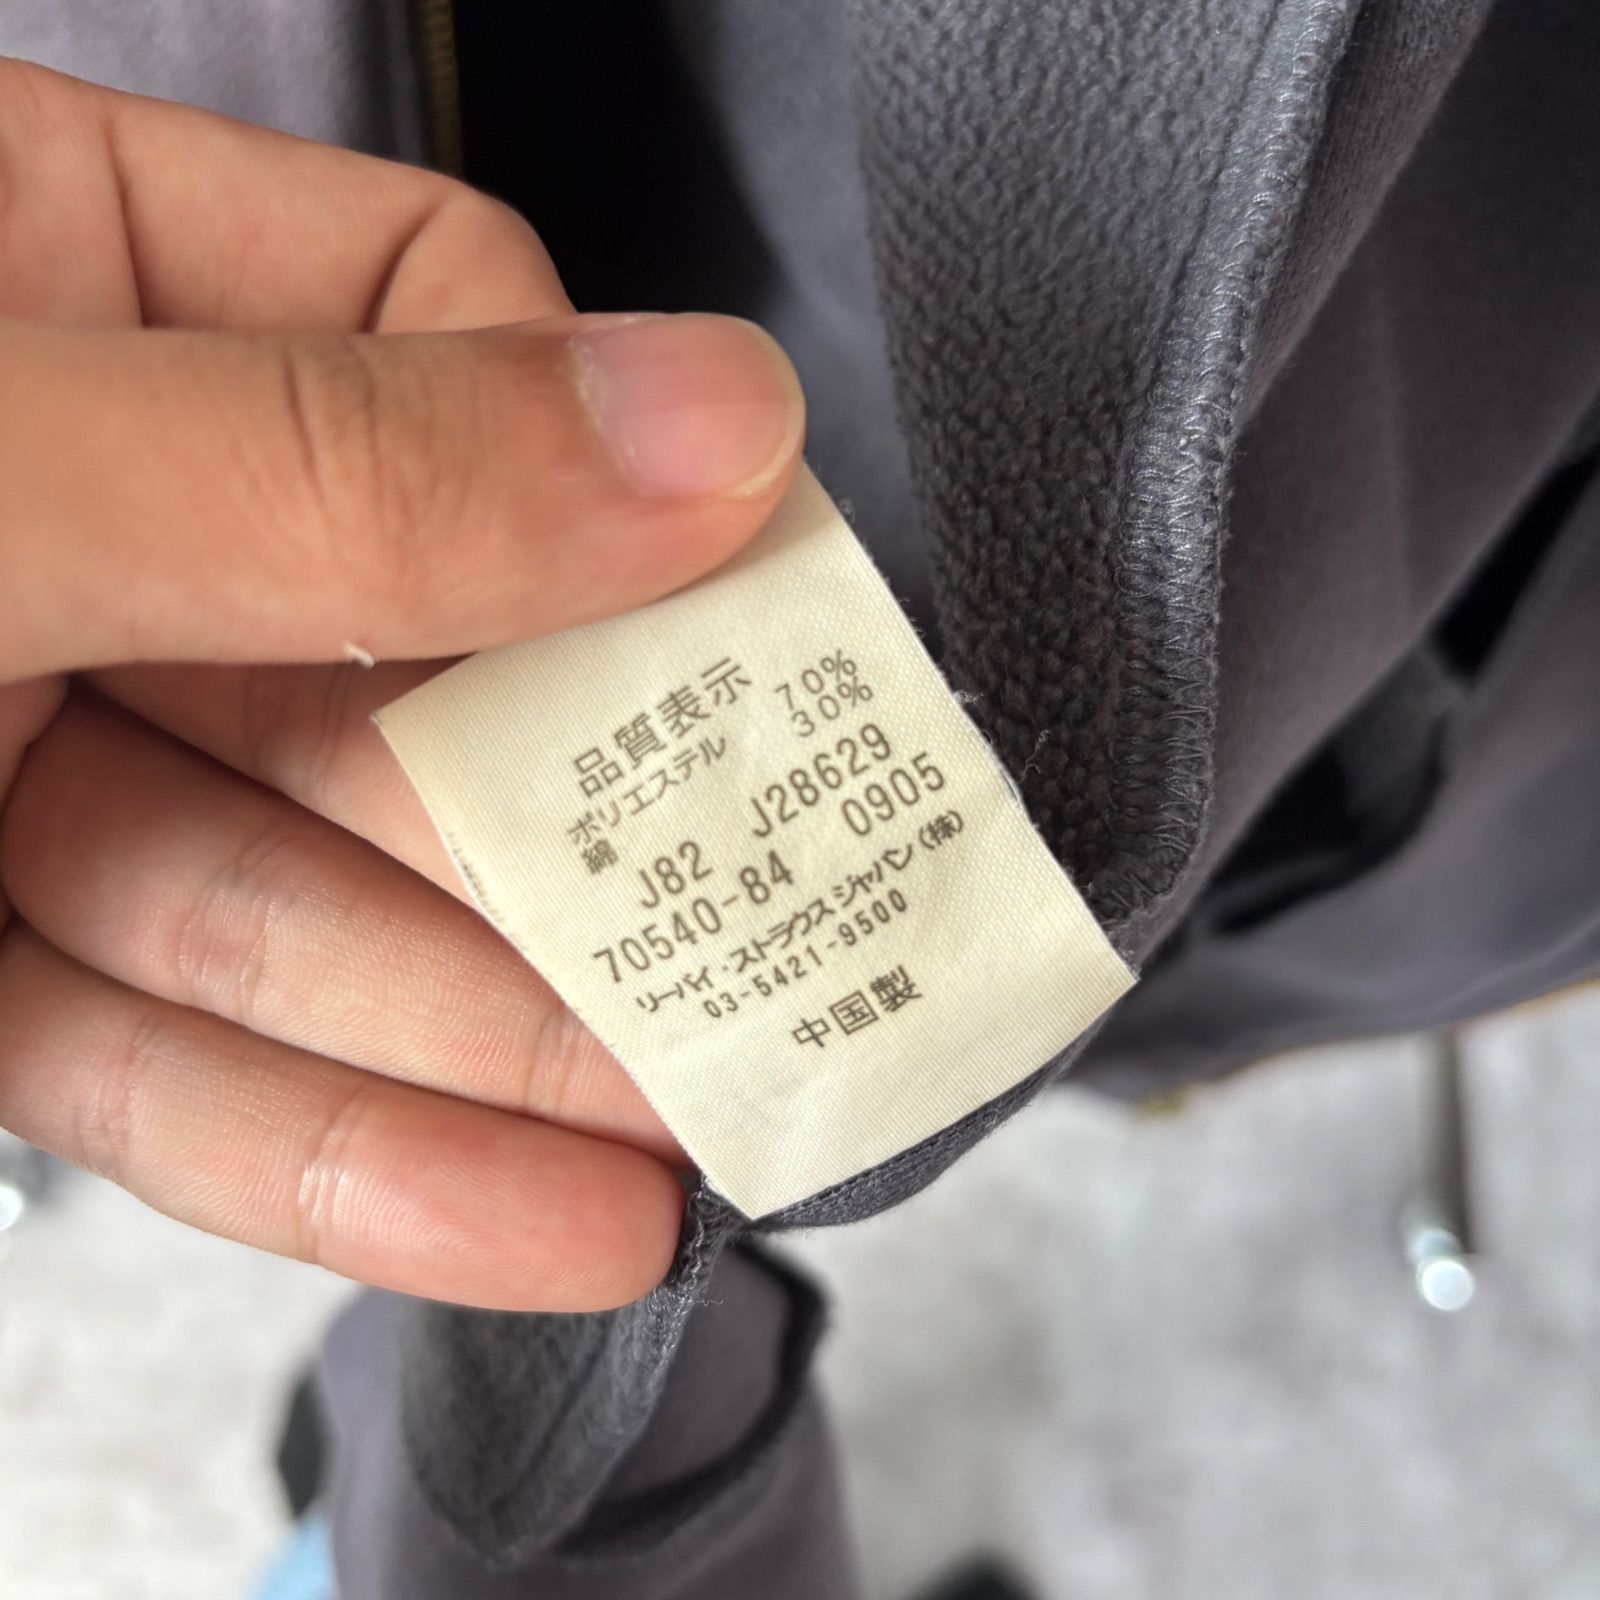 品質表示
ポリエステル 70%
綿 30%
J82 J28629
70540-84 0905
リーバイ・ストラウスジャパン(株)
03-5421-9500
中国製